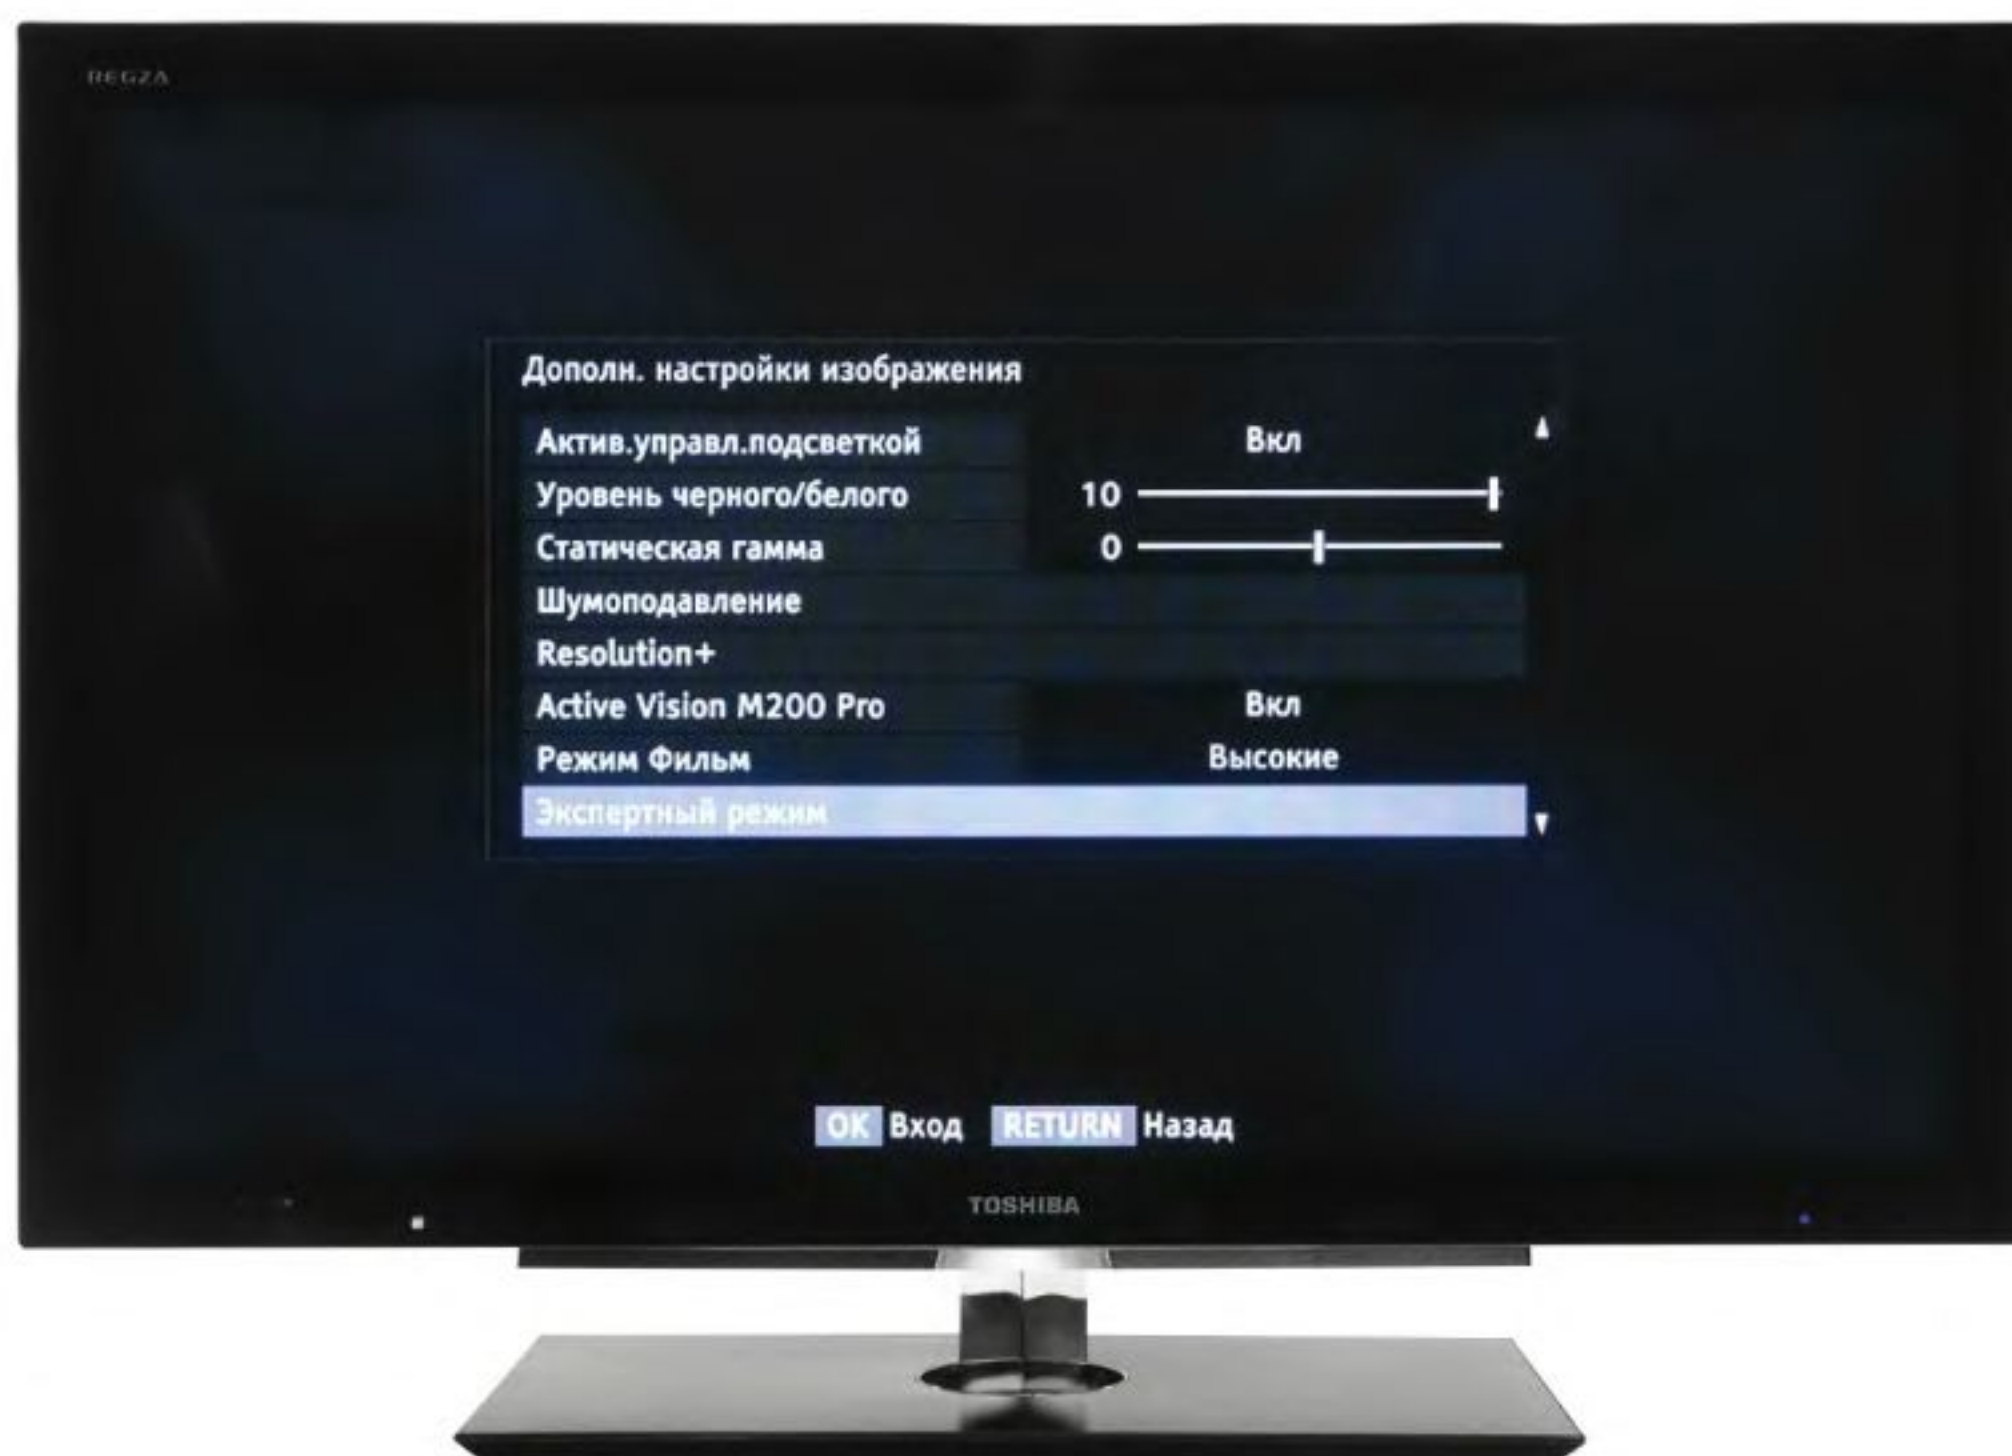 REGZA
Дополн. настройки изображения
Актив.управл.подсветкой Вкл
Уровень черного/белого 10
Статическая гамма 0
Шумоподавление
Resolution+
Active Vision M200 Pro Вкл
Режим Фильм Высокие
Экспертный режим
OK Вход RETURN Назад
TOSHIBA